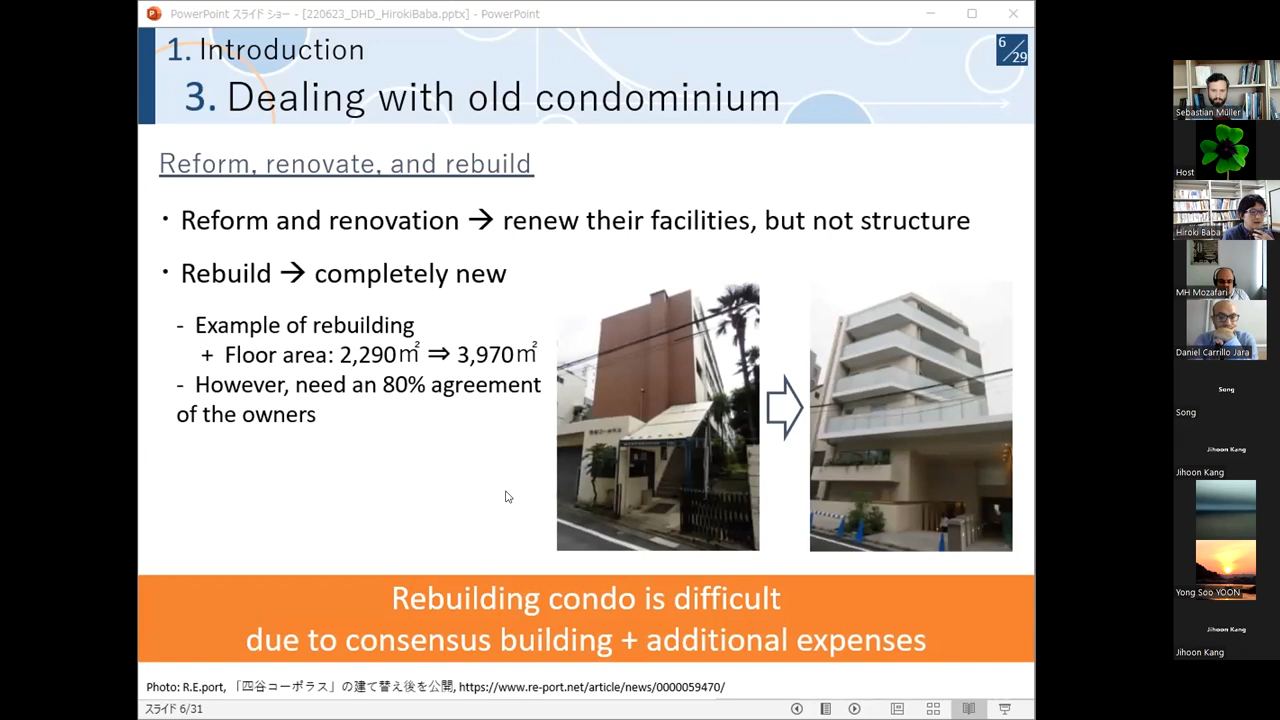 PowerPoint スライド ショー - [220623_DHD_HirokiBaba.pptx] - PowerPoint
1. Introduction
6/29
3. Dealing with old condominium
Reform, renovate, and rebuild
・Reform and renovation → renew their facilities, but not structure
・Rebuild → completely new
- Example of rebuilding
+ Floor area: 2,290㎡ ⇒ 3,970㎡
- However, need an 80% agreement
of the owners
Rebuilding condo is difficult
due to consensus building + additional expenses
Photo: R.E.port, 「四谷コーポラス」の建て替え後を公開, https://www.re-port.net/article/news/0000059470/
スライド 6/31
Sebastian Müller
Host
Hiroki Baba
MH Mozafari
Daniel Carrillo Jara
Song
Song
Jihoon Kang
Jihoon Kang
Yong Soo YOON
Jihoon Kang
Jihoon Kang